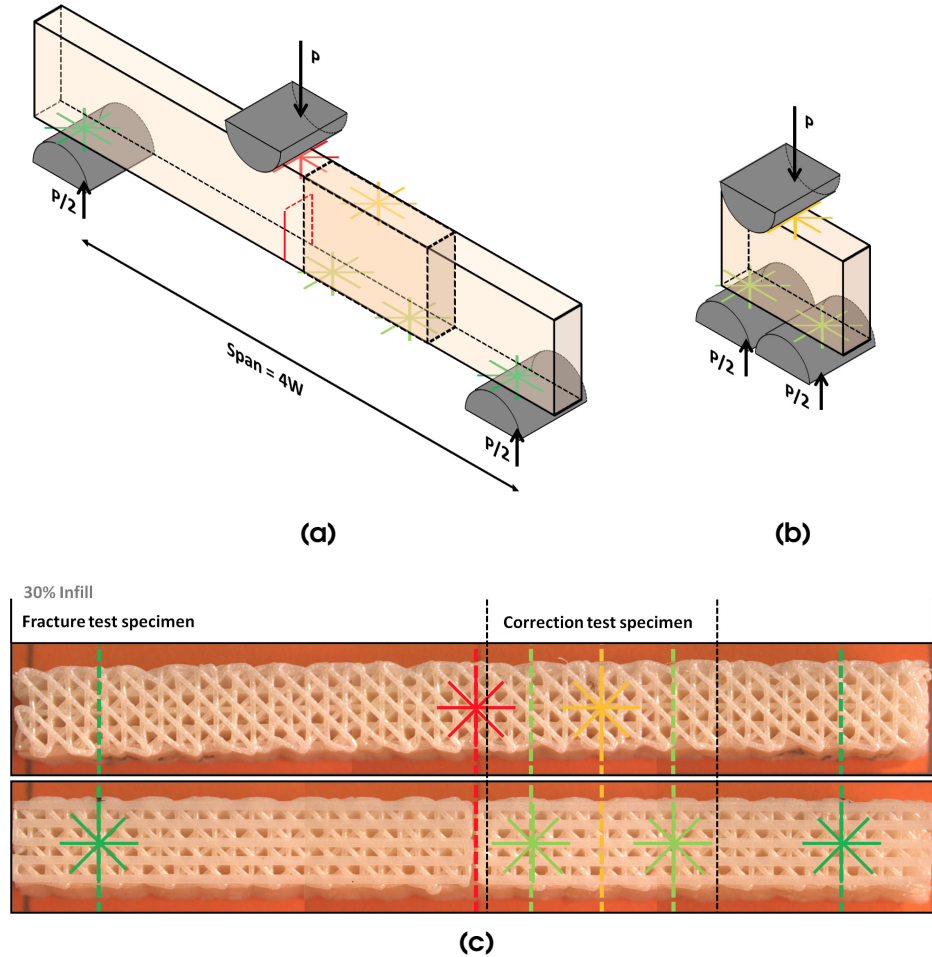 P
P
P/2
P/2
P/2
P/2
Span = 4W
(a)
(b)
30% Infill
Fracture test specimen
Correction test specimen
(c)